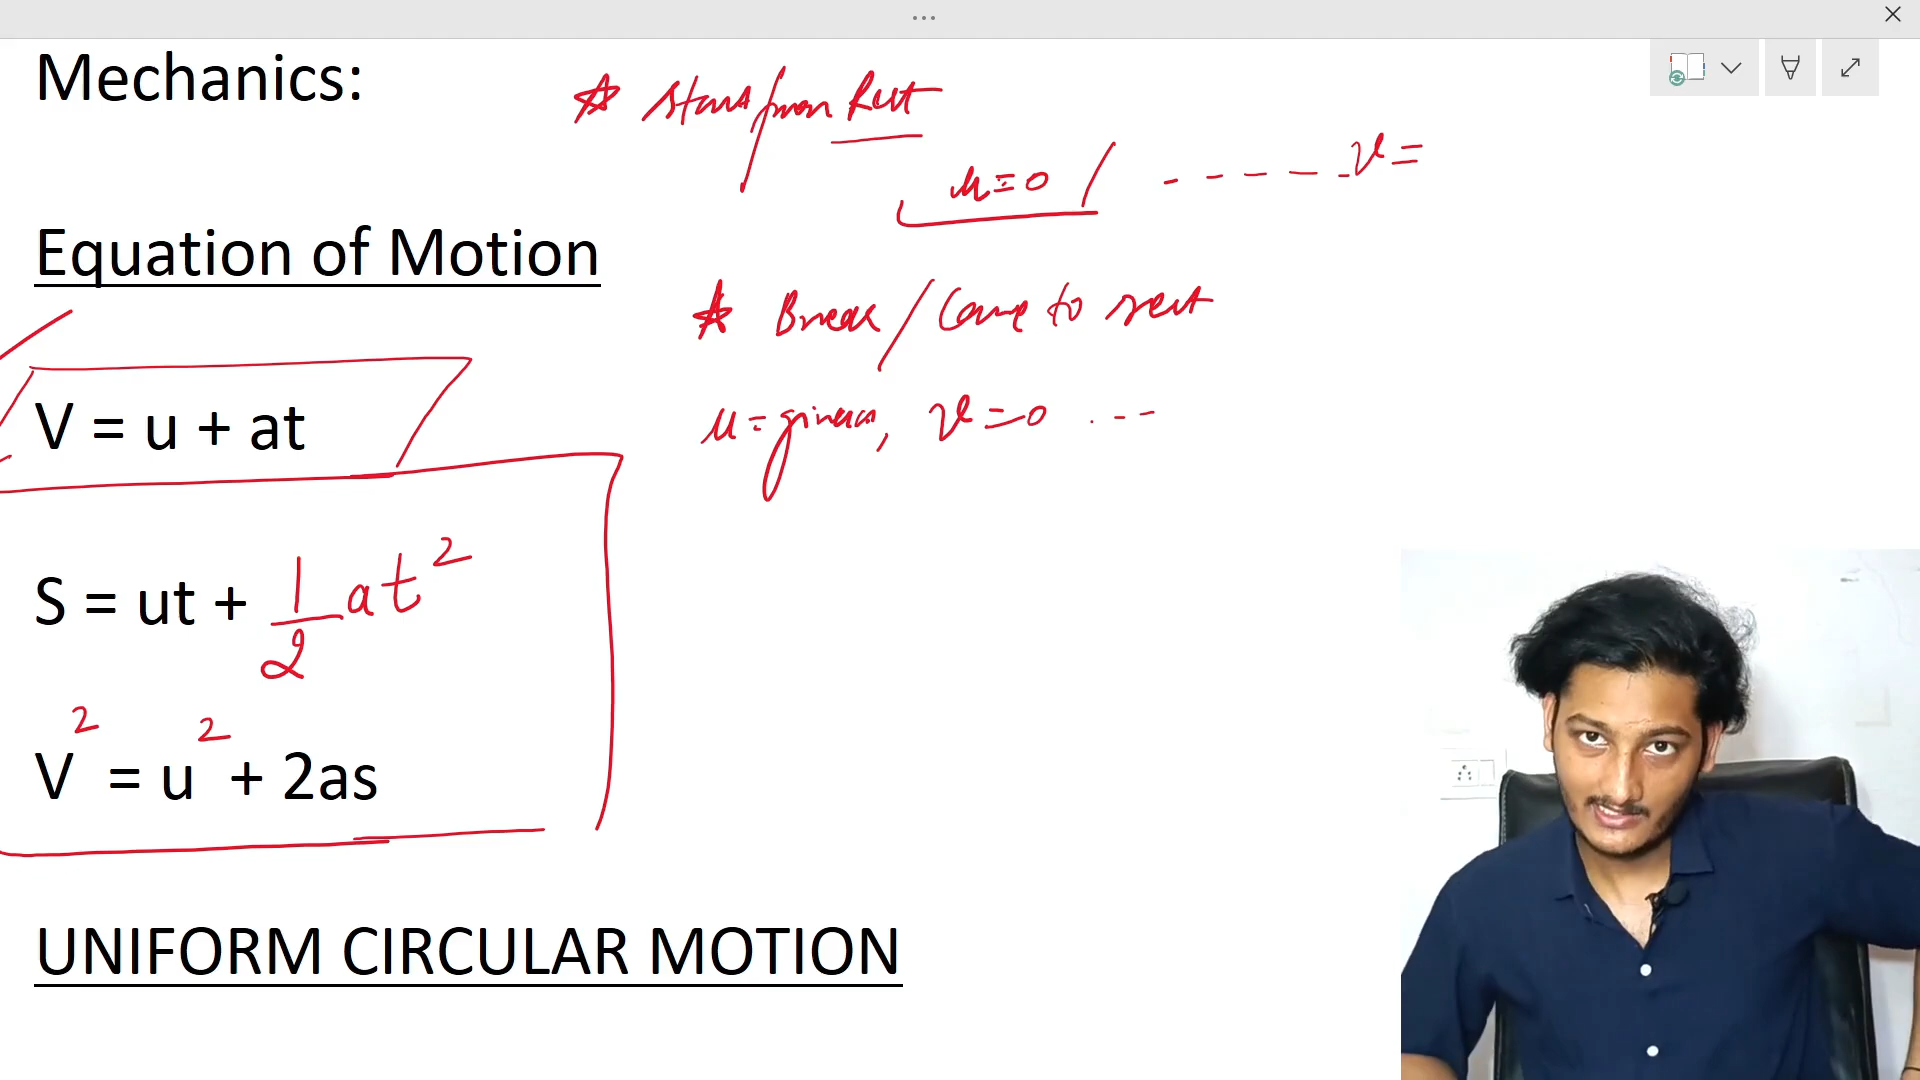 Mechanics:
☆ Start from Rest
u=0 / - - - - - v=
Equation of Motion
☆ Break / Come to rest
V = u + at
u = given, v=0 ---
S = ut + 1/2 at²
V² = u² + 2as
UNIFORM CIRCULAR MOTION